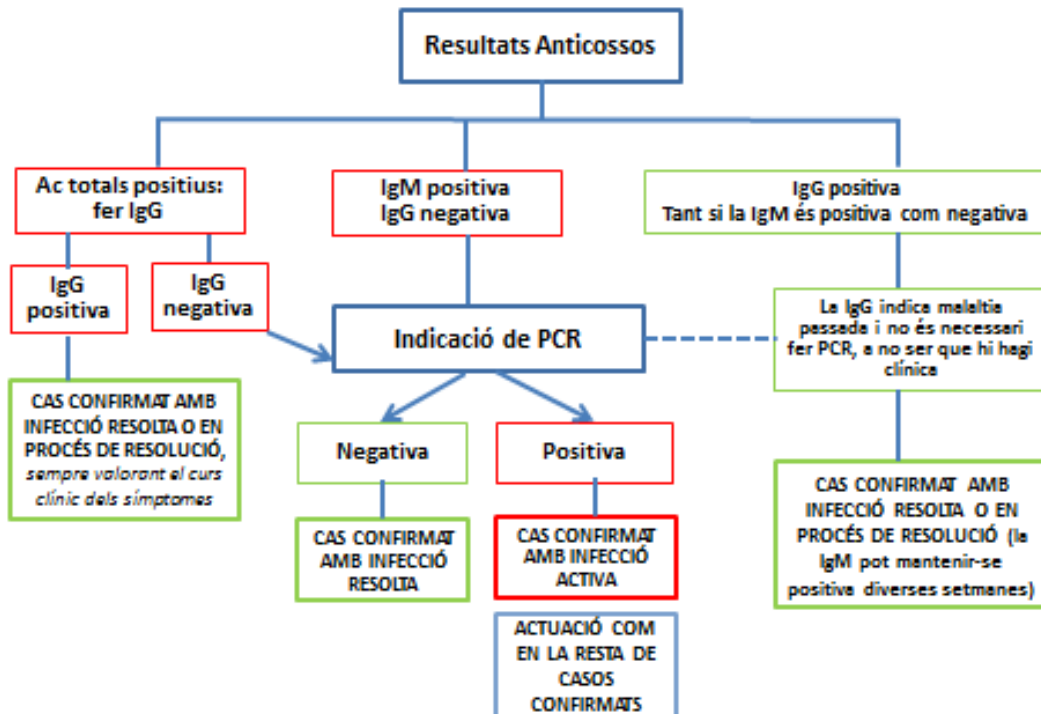 Resultats Anticossos
Ac totals positius:
fer IgG
IgM positiva
IgG negativa
IgG positiva
Tant si la IgM és positiva com negativa
IgG
positiva
IgG
negativa
Indicació de PCR
La IgG indica malaltia
passada i no és necessari
fer PCR, a no ser que hi hagi
clínica
CAS CONFIRMAT AMB
INFECCIÓ RESOLTA O EN
PROCÉS DE RESOLUCIÓ,
sempre valorant el curs
clínic dels símptomes
Negativa
Positiva
CAS CONFIRMAT
AMB INFECCIÓ
RESOLTA
CAS CONFIRMAT
AMB INFECCIÓ
ACTIVA
CAS CONFIRMAT AMB
INFECCIÓ RESOLTA O EN
PROCÉS DE RESOLUCIÓ (la
IgM pot mantenir-se
positiva diverses setmanes)
ACTUACIÓ COM
EN LA RESTA DE
CASOS
CONFIRMATS